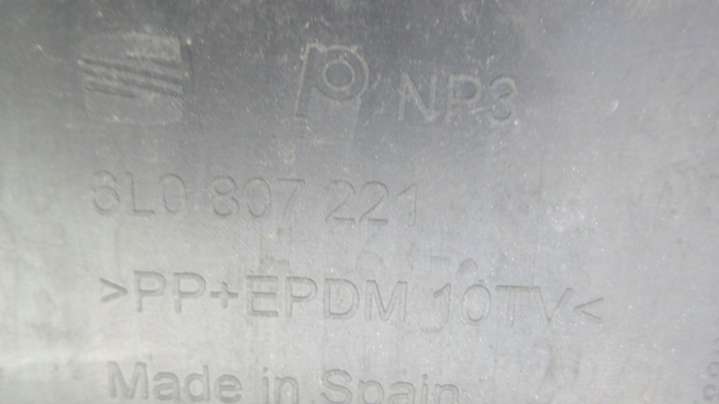 NP3
6L0 807 221
>PP+EPDM 10TV<
Made in Spain